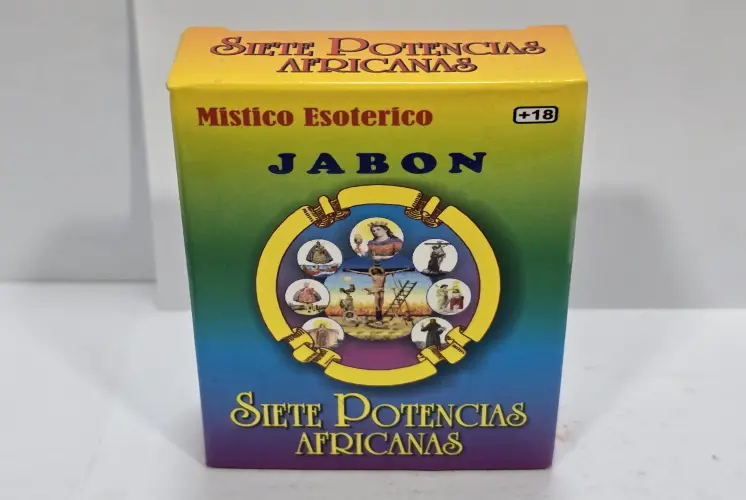 SIETE POTENCIAS
AFRICANAS
Mistico Esoterico
+18
JABON
SIETE POTENCIAS
AFRICANAS